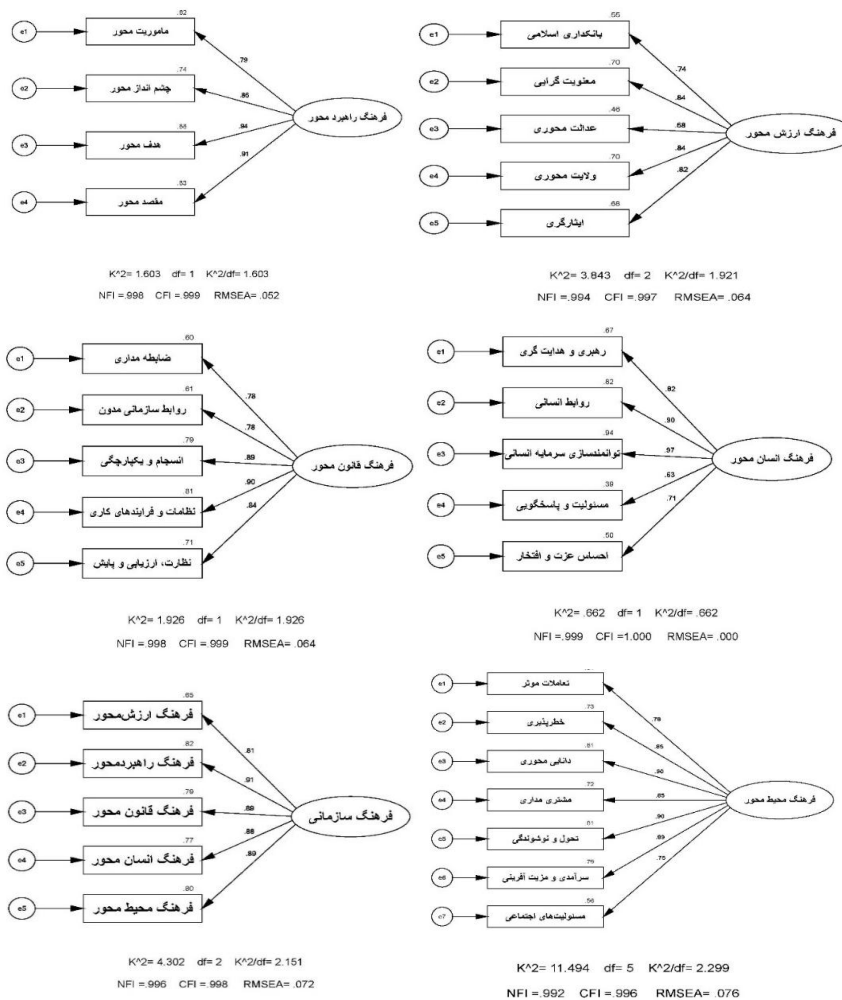 .62
e1 ماموریت محور .79
.74
e2 چشم انداز محور .86
.88
e3 هدف محور .94
فرهنگ راهبرد محور
.83
e4 مقصد محور .91
K^2= 1.603 df= 1 K^2/df= 1.603
NFI =.998 CFI =.999 RMSEA= .052
.55
e1 بانکداری اسلامی .74
.70
e2 معنویت گرایی .84
.46
e3 عدالت محوری .68
فرهنگ ارزش محور
.70
e4 ولایت محوری .84
.68
e5 ایثارگری .82
K^2= 3.843 df= 2 K^2/df= 1.921
NFI =.994 CFI =.997 RMSEA= .064
.60
e1 ضابطه مداری .78
.61
e2 روابط سازمانی مدون .78
.79
e3 انسجام و یکپارچگی .89
فرهنگ قانون محور
.81
e4 نظامات و فرایندهای کاری .90
.71
e5 نظارت، ارزیابی و پایش .84
K^2= 1.926 df= 1 K^2/df= 1.926
NFI =.998 CFI =.999 RMSEA= .064
.67
e1 رهبری و هدایت گری .82
.82
e2 روابط انسانی .90
.94
e3 توانمندسازی سرمایه انسانی .97
فرهنگ انسان محور
.39
e4 مسئولیت و پاسخگویی .63
.50
e5 احساس عزت و افتخار .71
K^2= .662 df= 1 K^2/df= .662
NFI =.999 CFI =1.000 RMSEA= .000
.65
e1 فرهنگ ارزش‌محور .81
.82
e2 فرهنگ راهبردمحور .91
.79
e3 فرهنگ قانون محور .89
فرهنگ سازمانی
.77
e4 فرهنگ انسان محور .88
.80
e5 فرهنگ محیط محور .89
K^2= 4.302 df= 2 K^2/df= 2.151
NFI =.996 CFI =.998 RMSEA= .072
e1 تعاملات موثر
.73
e2 خطرپذیری .85
.81
e3 دانایی محوری .90
.72
e4 مشتری مداری .85
فرهنگ محیط محور
.81
e5 تحول و نوشوندگی .90
.79
e6 سرآمدی و مزیت آفرینی .89
.56
e7 مسئولیت‌های اجتماعی .75
K^2= 11.494 df= 5 K^2/df= 2.299
NFI =.992 CFI =.996 RMSEA= .076